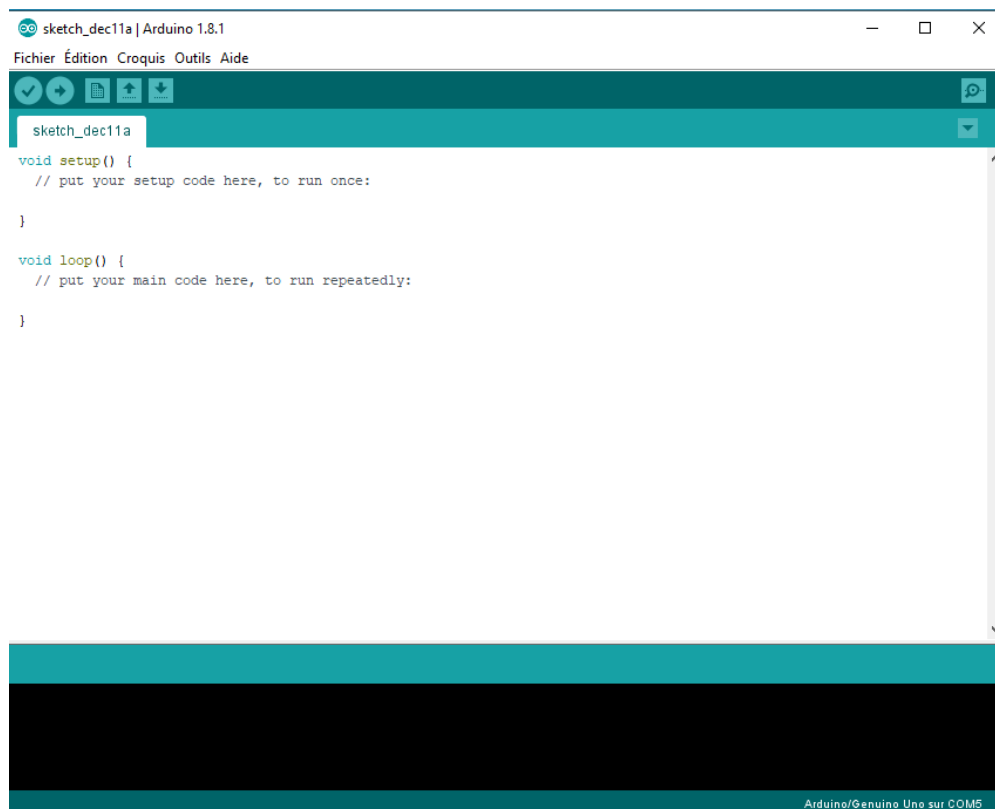 sketch_dec11a | Arduino 1.8.1
Fichier Édition Croquis Outils Aide
sketch_dec11a
void setup() {
  // put your setup code here, to run once:
}
void loop() {
  // put your main code here, to run repeatedly:
}
Arduino/Genuino Uno sur COM5